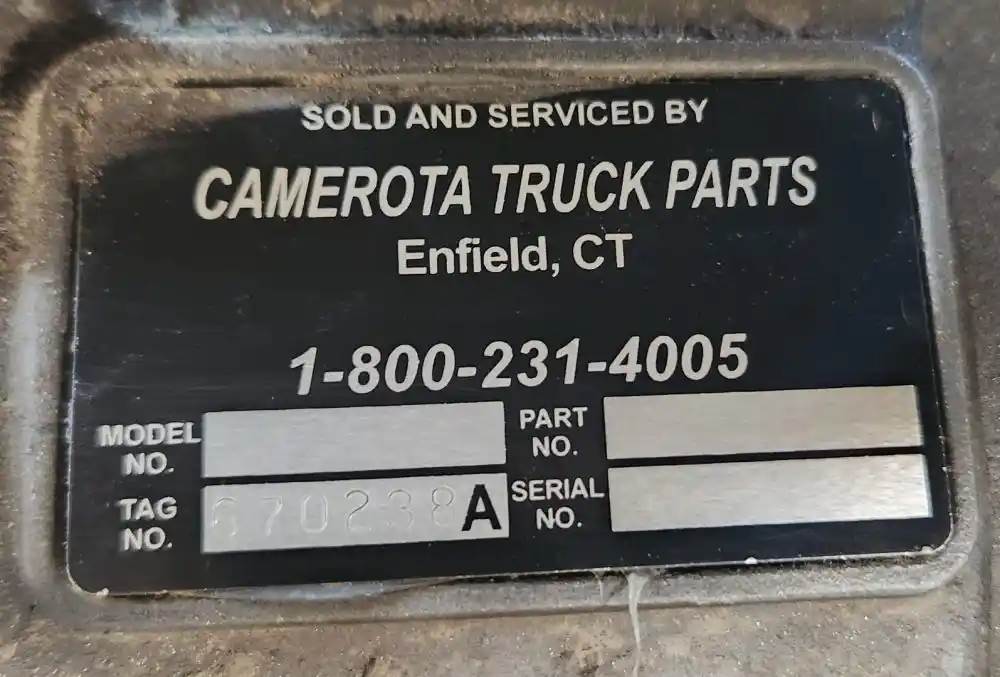 SOLD AND SERVICED BY
CAMEROTA TRUCK PARTS
Enfield, CT
1-800-231-4005
MODEL NO.
PART NO.
TAG NO. 670238A
SERIAL NO.